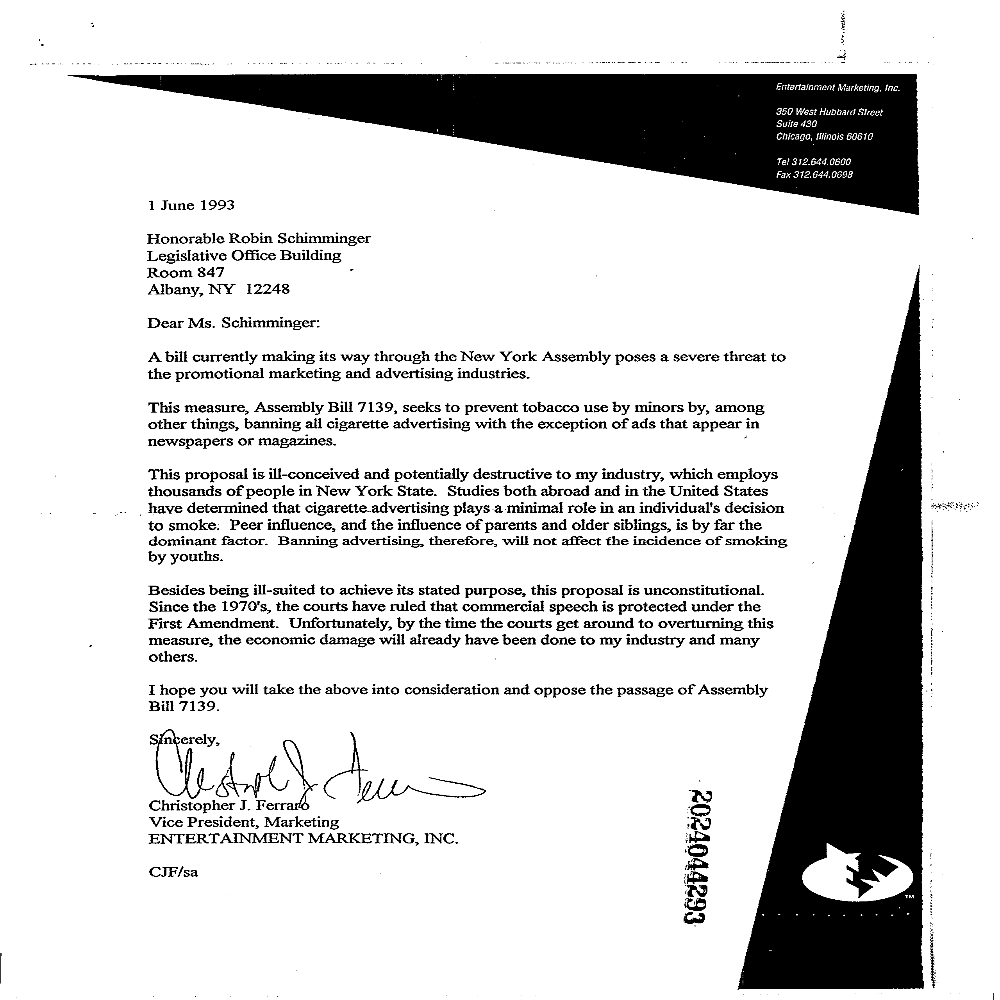 Entertainment Marketing, Inc.
350 West Hubbard Street
Suite 430
Chicago, Illinois 60610
Tel 312.644.0600
Fax 312.644.0698
1 June 1993
Honorable Robin Schimminger
Legislative Office Building
Room 847
Albany, NY 12248
Dear Ms. Schimminger:
A bill currently making its way through the New York Assembly poses a severe threat to
the promotional marketing and advertising industries.
This measure, Assembly Bill 7139, seeks to prevent tobacco use by minors by, among
other things, banning all cigarette advertising with the exception of ads that appear in
newspapers or magazines.
This proposal is ill-conceived and potentially destructive to my industry, which employs
thousands of people in New York State. Studies both abroad and in the United States
have determined that cigarette advertising plays a minimal role in an individual's decision
to smoke. Peer influence, and the influence of parents and older siblings, is by far the
dominant factor. Banning advertising, therefore, will not affect the incidence of smoking
by youths.
Besides being ill-suited to achieve its stated purpose, this proposal is unconstitutional.
Since the 1970's, the courts have ruled that commercial speech is protected under the
First Amendment. Unfortunately, by the time the courts get around to overturning this
measure, the economic damage will already have been done to my industry and many
others.
I hope you will take the above into consideration and oppose the passage of Assembly
Bill 7139.
Sincerely,
Christopher J. Ferraro
Vice President, Marketing
ENTERTAINMENT MARKETING, INC.
CJF/sa
2024044293
TM